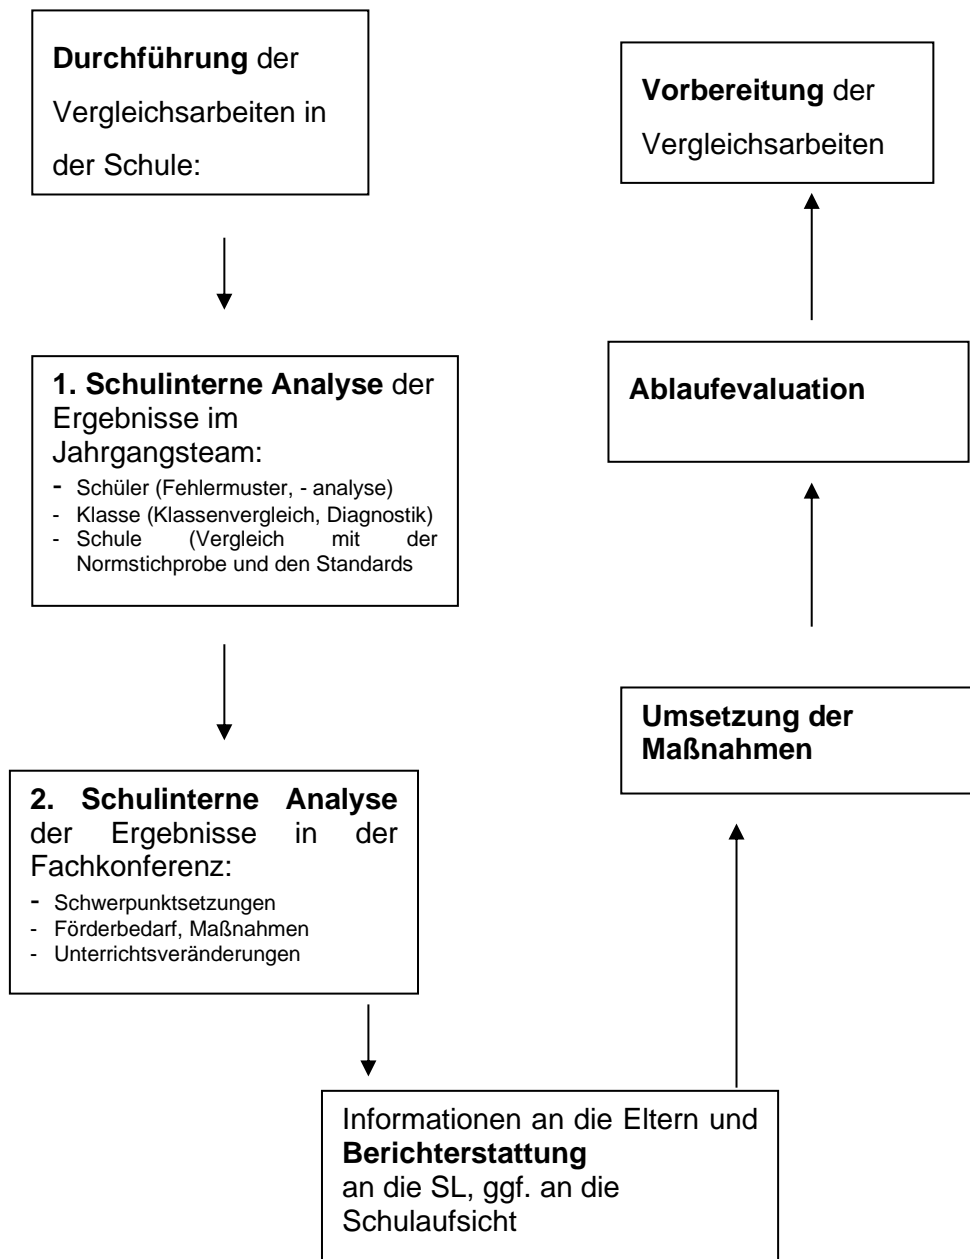 Durchführung der
Vergleichsarbeiten in
der Schule:
1. Schulinterne Analyse der
Ergebnisse im
Jahrgangsteam:
- Schüler (Fehlermuster, - analyse)
- Klasse (Klassenvergleich, Diagnostik)
- Schule (Vergleich mit der
Normstichprobe und den Standards
2. Schulinterne Analyse
der Ergebnisse in der
Fachkonferenz:
- Schwerpunktsetzungen
- Förderbedarf, Maßnahmen
- Unterrichtsveränderungen
Informationen an die Eltern und
Berichterstattung
an die SL, ggf. an die
Schulaufsicht
Umsetzung der
Maßnahmen
Ablaufevaluation
Vorbereitung der
Vergleichsarbeiten